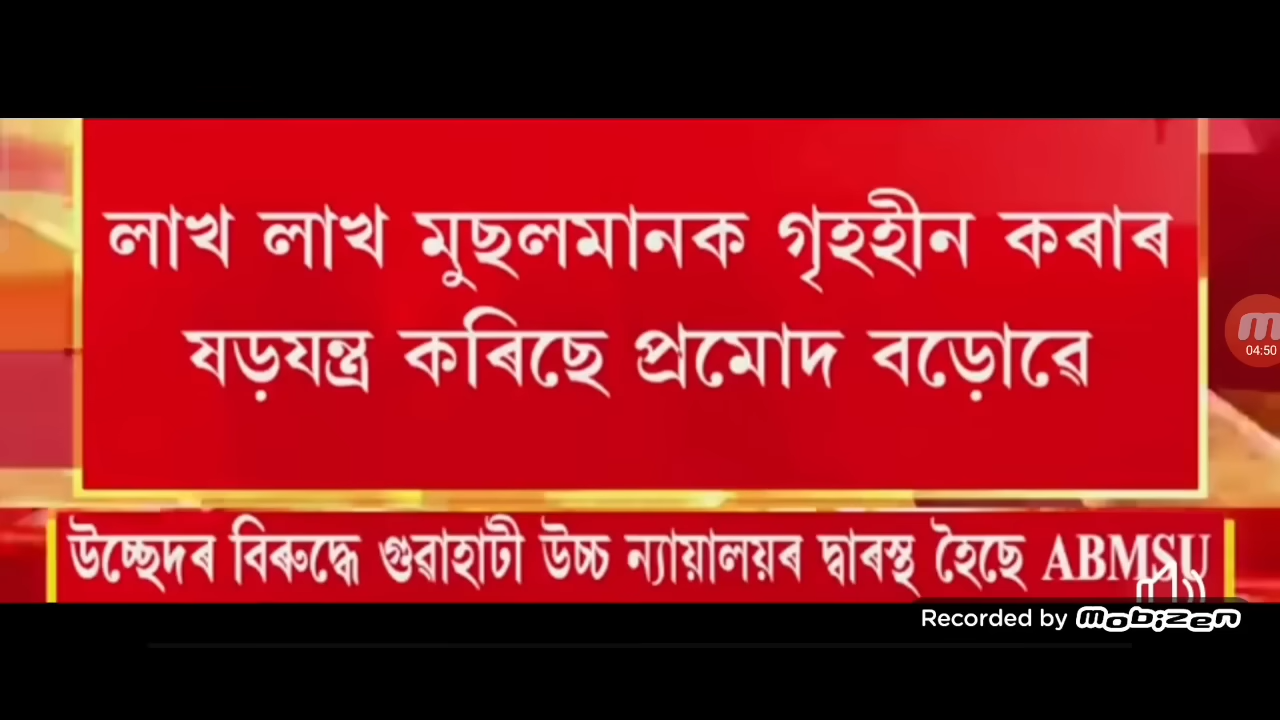 লাখ লাখ মুছলমানক গৃহহীন কৰাৰ
ষড়যন্ত্ৰ কৰিছে প্ৰমোদ বড়োৱে
04:50
উচ্ছেদৰ বিৰুদ্ধে গুৱাহাটী উচ্চ ন্যায়ালয়ৰ দ্বাৰস্থ হৈছে ABMSU
Recorded by mobizen